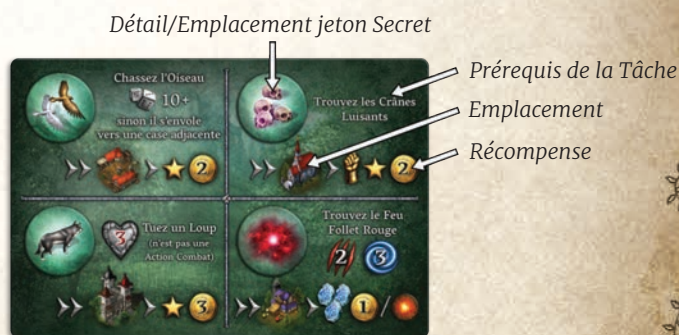 Détail/Emplacement jeton Secret
Chassez l'Oiseau
10+
sinon il s'envole
vers une case adjacente
2
Trouvez les Crânes
Luisants
2
Prérequis de la Tâche
Emplacement
Récompense
3
Tuez un Loup
(n'est pas une
Action Combat)
3
Trouvez le Feu
Follet Rouge
2 3
1 /